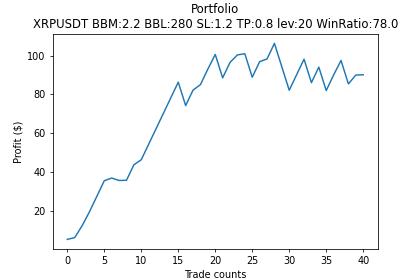 Portfolio
XRPUSDT BBM:2.2 BBL:280 SL:1.2 TP:0.8 lev:20 WinRatio:78.0
100
80
60
40
20
Profit ($)
0 5 10 15 20 25 30 35 40
Trade counts